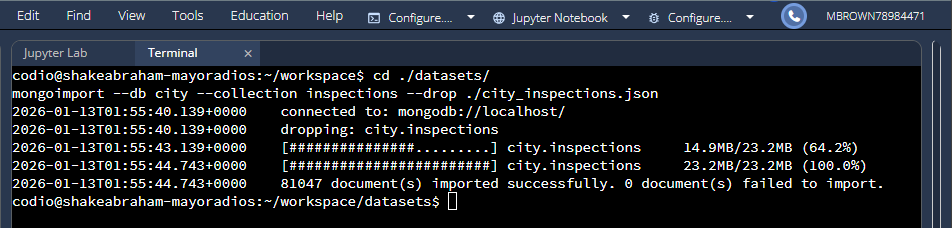 Edit Find View Tools Education Help Configure.... Jupyter Notebook Configure.... MBROWN78984471
Jupyter Lab Terminal ×
codio@shakeabraham-mayoradios:~/workspace$ cd ./datasets/
mongoimport --db city --collection inspections --drop ./city_inspections.json
2026-01-13T01:55:40.139+0000 connected to: mongodb://localhost/
2026-01-13T01:55:40.139+0000 dropping: city.inspections
2026-01-13T01:55:43.139+0000 [###############.........] city.inspections 14.9MB/23.2MB (64.2%)
2026-01-13T01:55:44.743+0000 [########################] city.inspections 23.2MB/23.2MB (100.0%)
2026-01-13T01:55:44.743+0000 81047 document(s) imported successfully. 0 document(s) failed to import.
codio@shakeabraham-mayoradios:~/workspace/datasets$